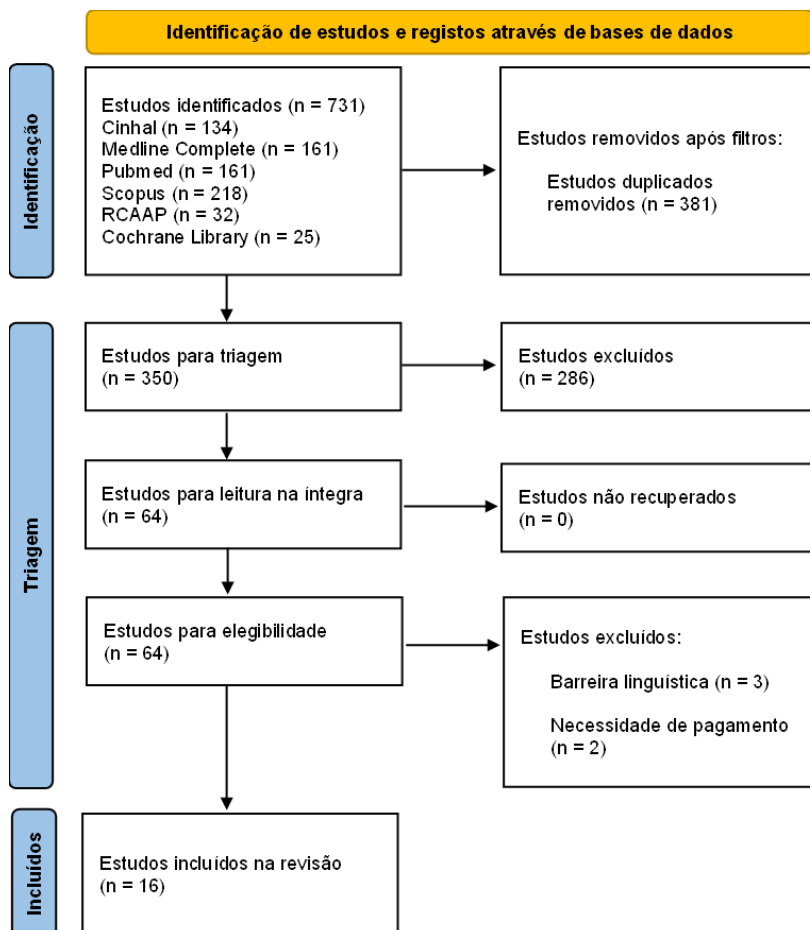 Identificação de estudos e registos através de bases de dados
Identificação
Estudos identificados (n = 731)
Cinhal (n = 134)
Medline Complete (n = 161)
Pubmed (n = 161)
Scopus (n = 218)
RCAAP (n = 32)
Cochrane Library (n = 25)
Estudos removidos após filtros:
Estudos duplicados
removidos (n = 381)
Triagem
Estudos para triagem
(n = 350)
Estudos excluídos
(n = 286)
Estudos para leitura na íntegra
(n = 64)
Estudos não recuperados
(n = 0)
Estudos para elegibilidade
(n = 64)
Estudos excluídos:
Barreira linguística (n = 3)
Necessidade de pagamento
(n = 2)
Incluídos
Estudos incluídos na revisão
(n = 16)